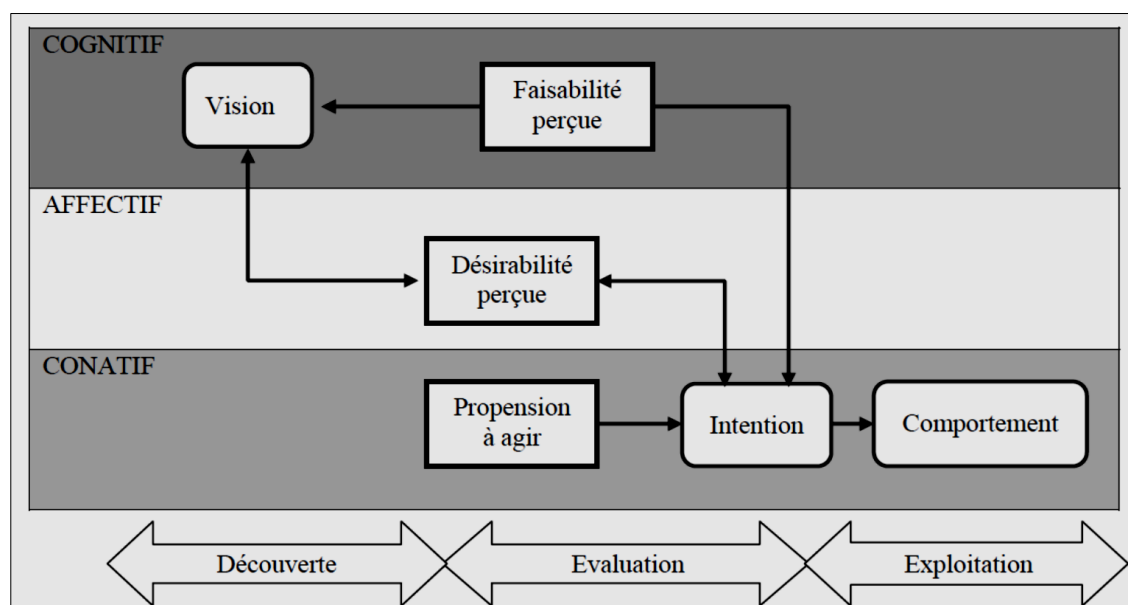 COGNITIF
Vision
Faisabilité
perçue
AFFECTIF
Désirabilité
perçue
CONATIF
Propension
à agir
Intention
Comportement
Découverte
Evaluation
Exploitation